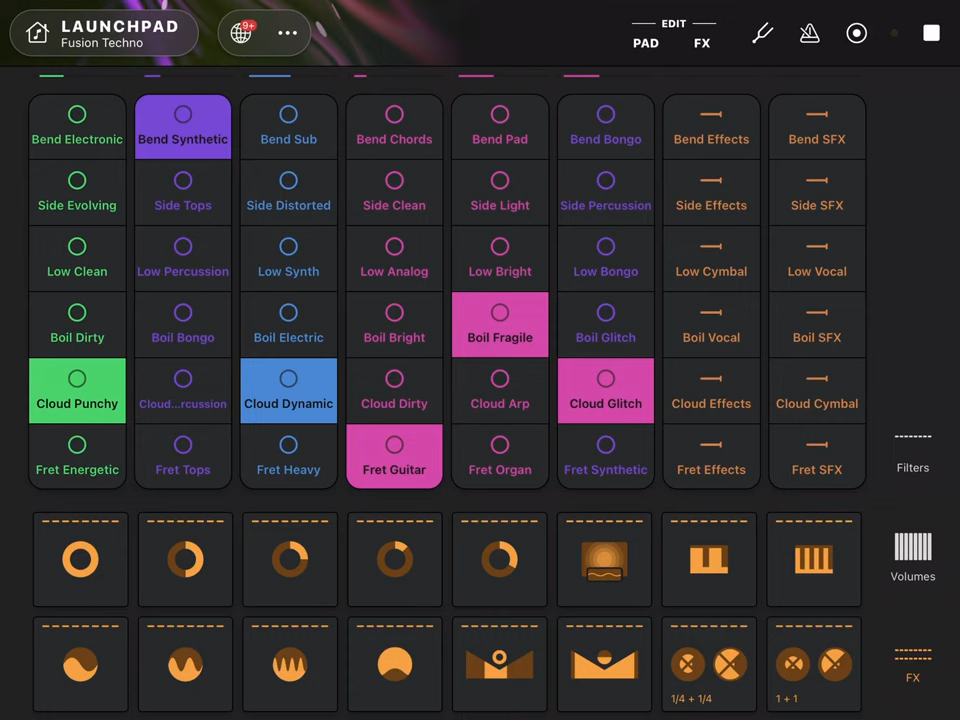 LAUNCHPAD
Fusion Techno
9+
EDIT
PAD FX
Bend Electronic Bend Synthetic Bend Sub Bend Chords Bend Pad Bend Bongo Bend Effects Bend SFX
Side Evolving Side Tops Side Distorted Side Clean Side Light Side Percussion Side Effects Side SFX
Low Clean Low Percussion Low Synth Low Analog Low Bright Low Bongo Low Cymbal Low Vocal
Boil Dirty Boil Bongo Boil Electric Boil Bright Boil Fragile Boil Glitch Boil Vocal Boil SFX
Cloud Punchy Cloud...rcussion Cloud Dynamic Cloud Dirty Cloud Arp Cloud Glitch Cloud Effects Cloud Cymbal
Fret Energetic Fret Tops Fret Heavy Fret Guitar Fret Organ Fret Synthetic Fret Effects Fret SFX
Filters
Volumes
FX
1/4 + 1/4
1 + 1